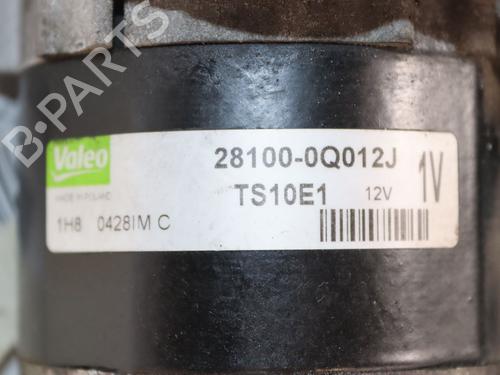 B-PARTS
Valeo
MADE IN POLAND
1H8 0428IM C
28100-0Q012J
TS10E1 12V
1V